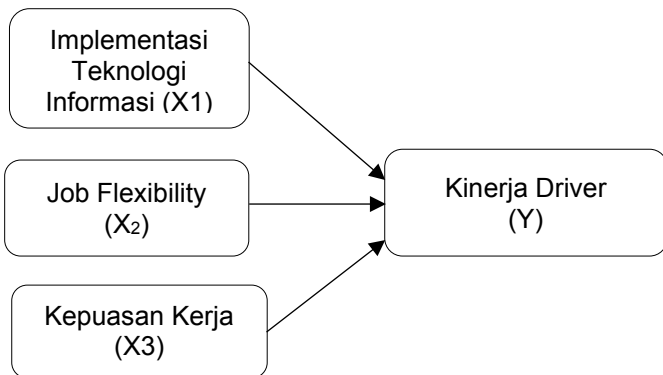 Implementasi
Teknologi
Informasi (X1)
Job Flexibility
(X2)
Kepuasan Kerja
(X3)
Kinerja Driver
(Y)